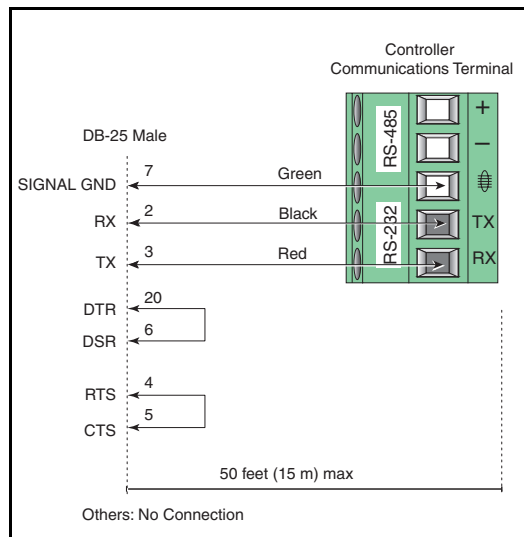 Controller
Communications Terminal
DB-25 Male
RS-485
+
−
SIGNAL GND
7
Green
RX
2
Black
RS-232
TX
TX
3
Red
RX
DTR
20
DSR
6
RTS
4
CTS
5
50 feet (15 m) max
Others: No Connection